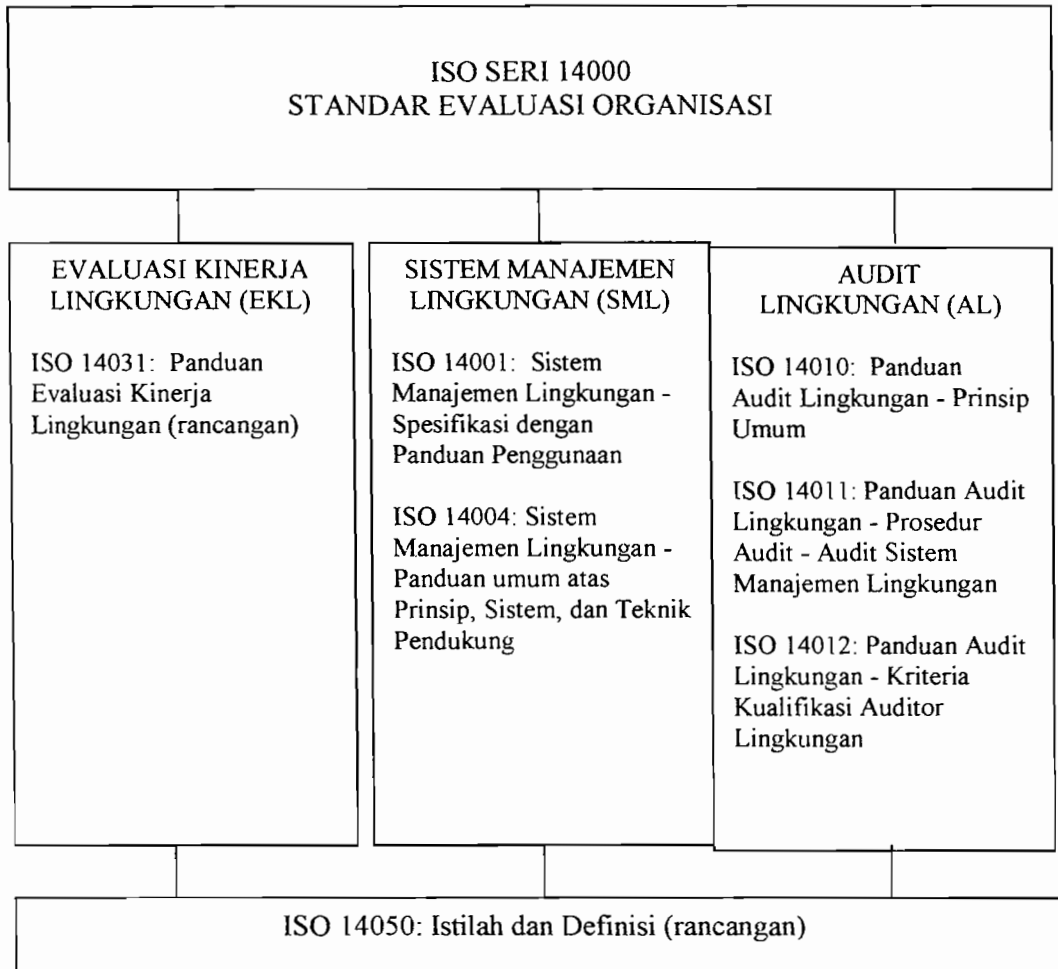 ISO SERI 14000
STANDAR EVALUASI ORGANISASI
EVALUASI KINERJA
LINGKUNGAN (EKL)
ISO 14031: Panduan
Evaluasi Kinerja
Lingkungan (rancangan)
SISTEM MANAJEMEN
LINGKUNGAN (SML)
ISO 14001: Sistem
Manajemen Lingkungan -
Spesifikasi dengan
Panduan Penggunaan
ISO 14004: Sistem
Manajemen Lingkungan -
Panduan umum atas
Prinsip, Sistem, dan Teknik
Pendukung
AUDIT
LINGKUNGAN (AL)
ISO 14010: Panduan
Audit Lingkungan - Prinsip
Umum
ISO 14011: Panduan Audit
Lingkungan - Prosedur
Audit - Audit Sistem
Manajemen Lingkungan
ISO 14012: Panduan Audit
Lingkungan - Kriteria
Kualifikasi Auditor
Lingkungan
ISO 14050: Istilah dan Definisi (rancangan)